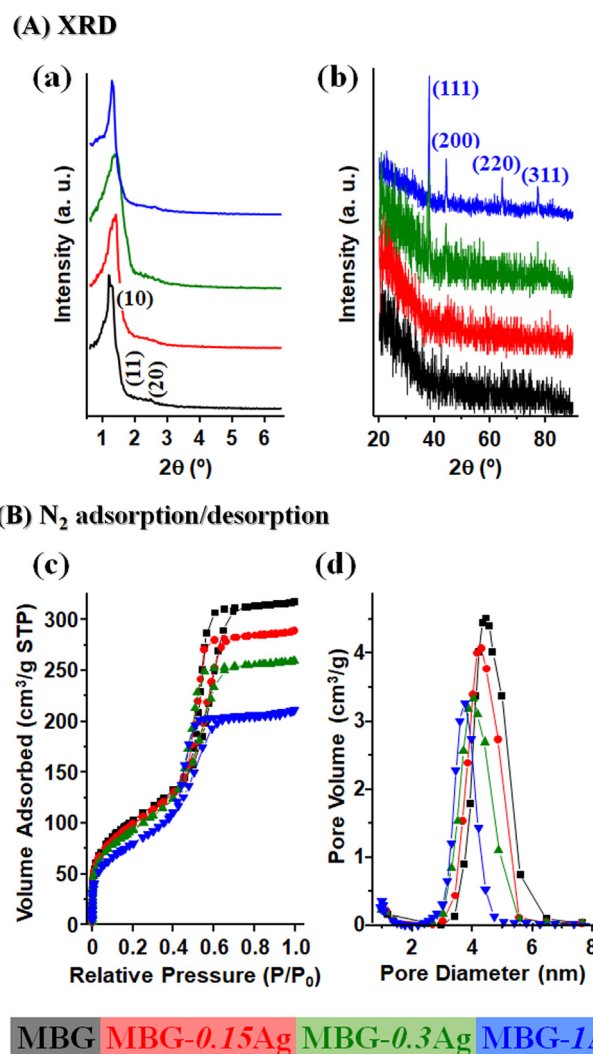 (A) XRD
(a)
(b)
Intensity (a. u.)
(10)
(11)
(20)
1 2 3 4 5 6
2θ (º)
Intensity (a. u.)
(111)
(200)
(220)
(311)
20 40 60 80
2θ (º)
(B) N₂ adsorption/desorption
(c)
(d)
Volume Adsorbed (cm³/g STP)
300
250
200
150
100
50
0
0.0 0.2 0.4 0.6 0.8 1.0
Relative Pressure (P/P₀)
Pore Volume (cm³/g)
4
3
2
1
0
2 4 6 8
Pore Diameter (nm)
MBG MBG-0.15Ag MBG-0.3Ag MBG-1